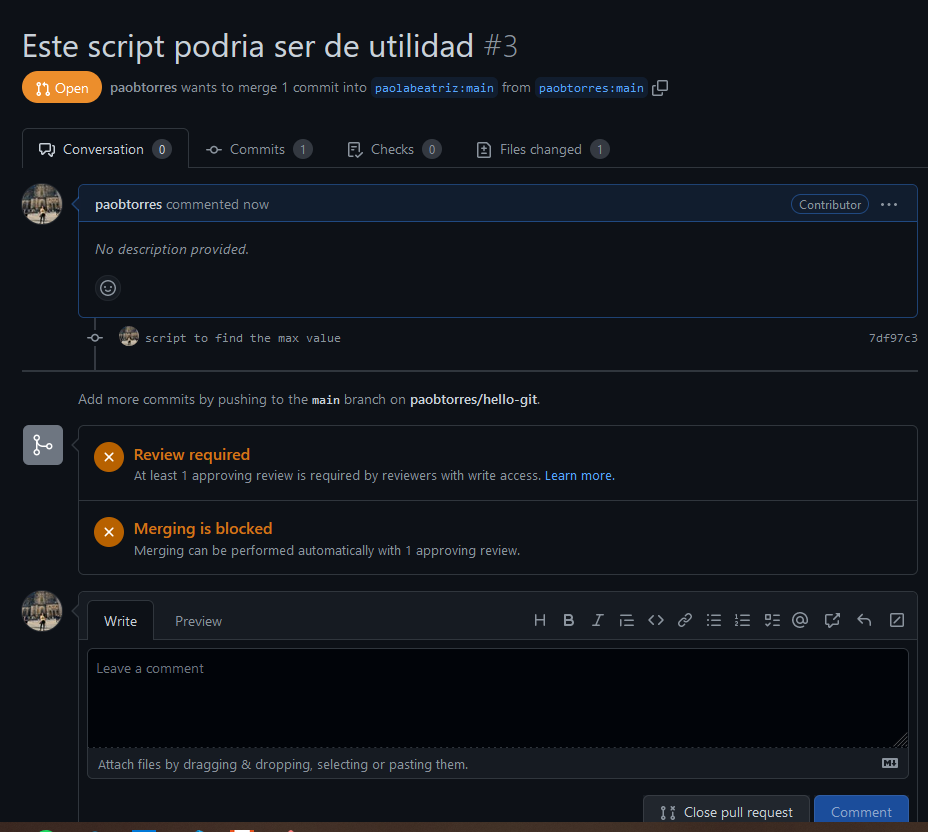 Este script podria ser de utilidad #3
Open paobtorres wants to merge 1 commit into paolabeatriz:main from paobtorres:main
Conversation 0 Commits 1 Checks 0 Files changed 1
paobtorres commented now Contributor
No description provided.
script to find the max value 7df97c3
Add more commits by pushing to the main branch on paobtorres/hello-git.
Review required
At least 1 approving review is required by reviewers with write access. Learn more.
Merging is blocked
Merging can be performed automatically with 1 approving review.
Write Preview
Leave a comment
Attach files by dragging & dropping, selecting or pasting them.
Close pull request Comment